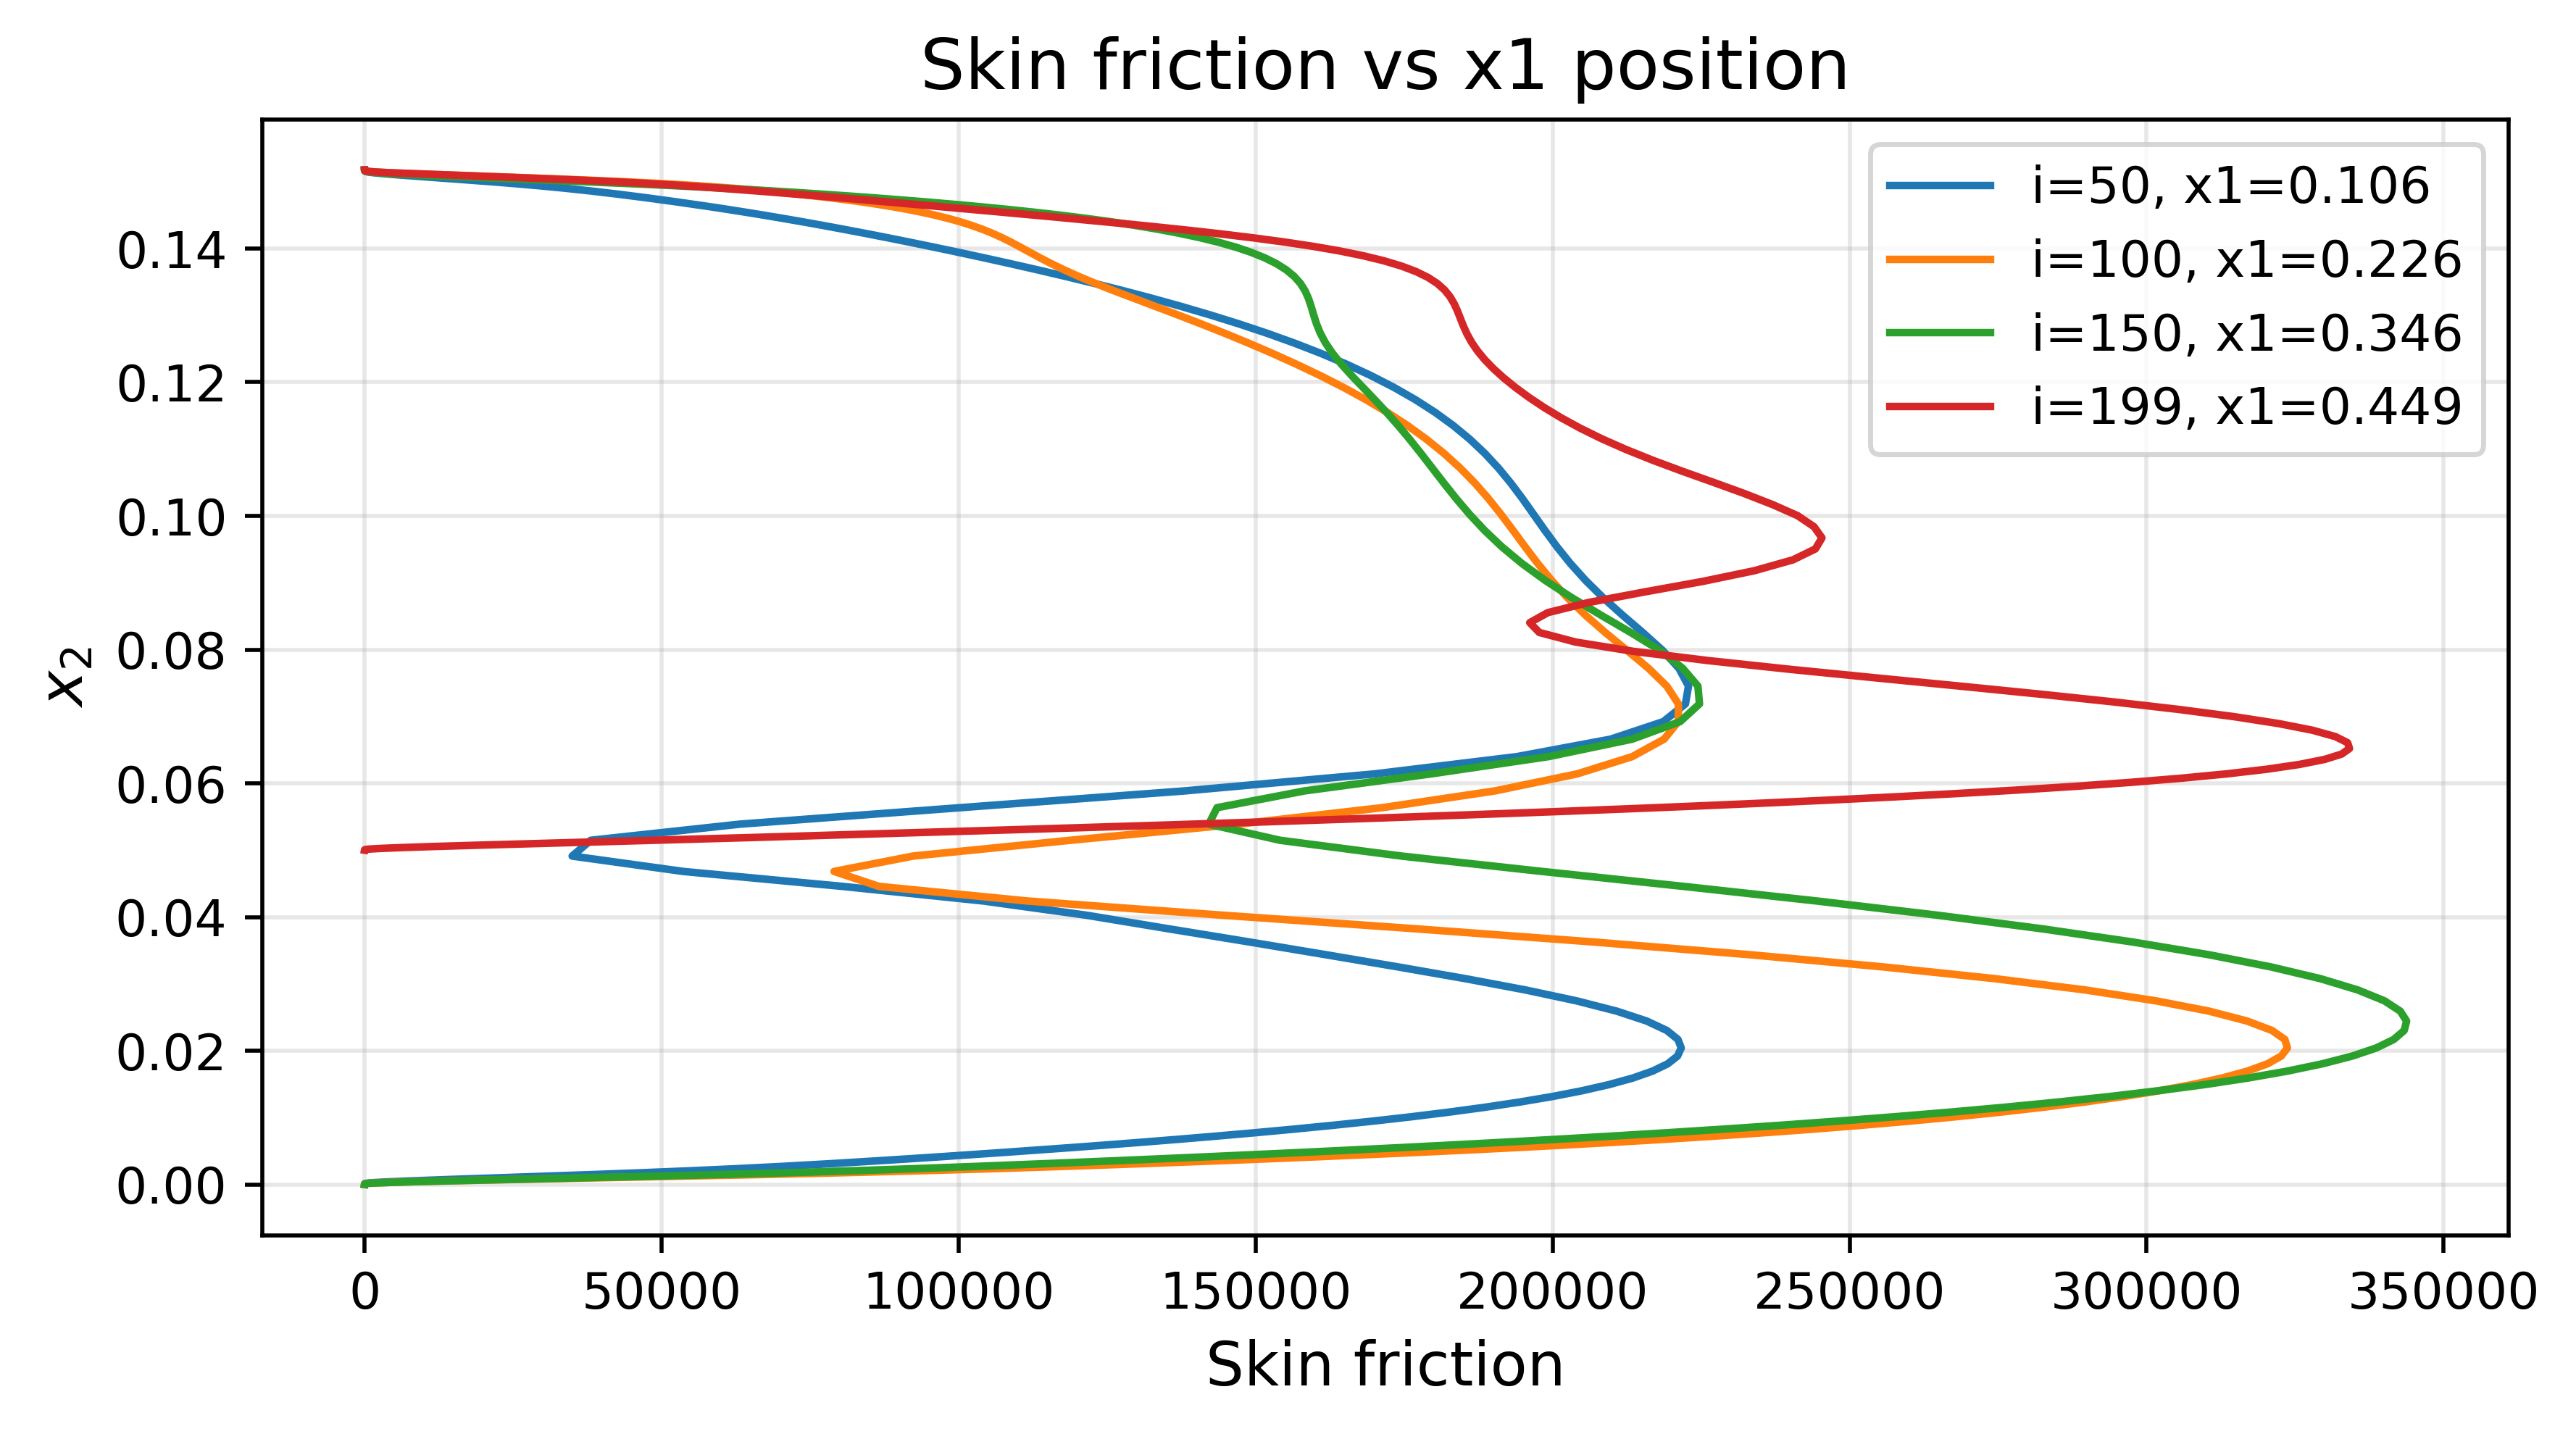 Skin friction vs x1 position
i=50, x1=0.106
i=100, x1=0.226
i=150, x1=0.346
i=199, x1=0.449
0.14
0.12
0.10
0.08
0.06
0.04
0.02
0.00
x₂
0 50000 100000 150000 200000 250000 300000 350000
Skin friction